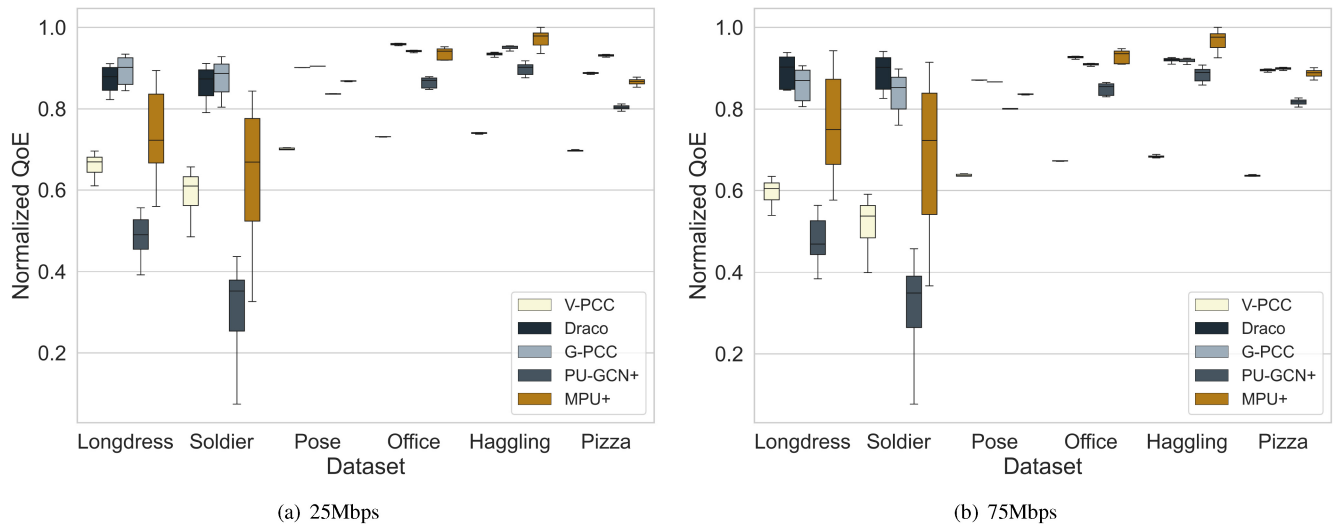 1.0
0.8
0.6
0.4
0.2
Normalized QoE
V-PCC
Draco
G-PCC
PU-GCN+
MPU+
Longdress Soldier Pose Office Haggling Pizza
Dataset
(a) 25Mbps
1.0
0.8
0.6
0.4
0.2
Normalized QoE
V-PCC
Draco
G-PCC
PU-GCN+
MPU+
Longdress Soldier Pose Office Haggling Pizza
Dataset
(b) 75Mbps